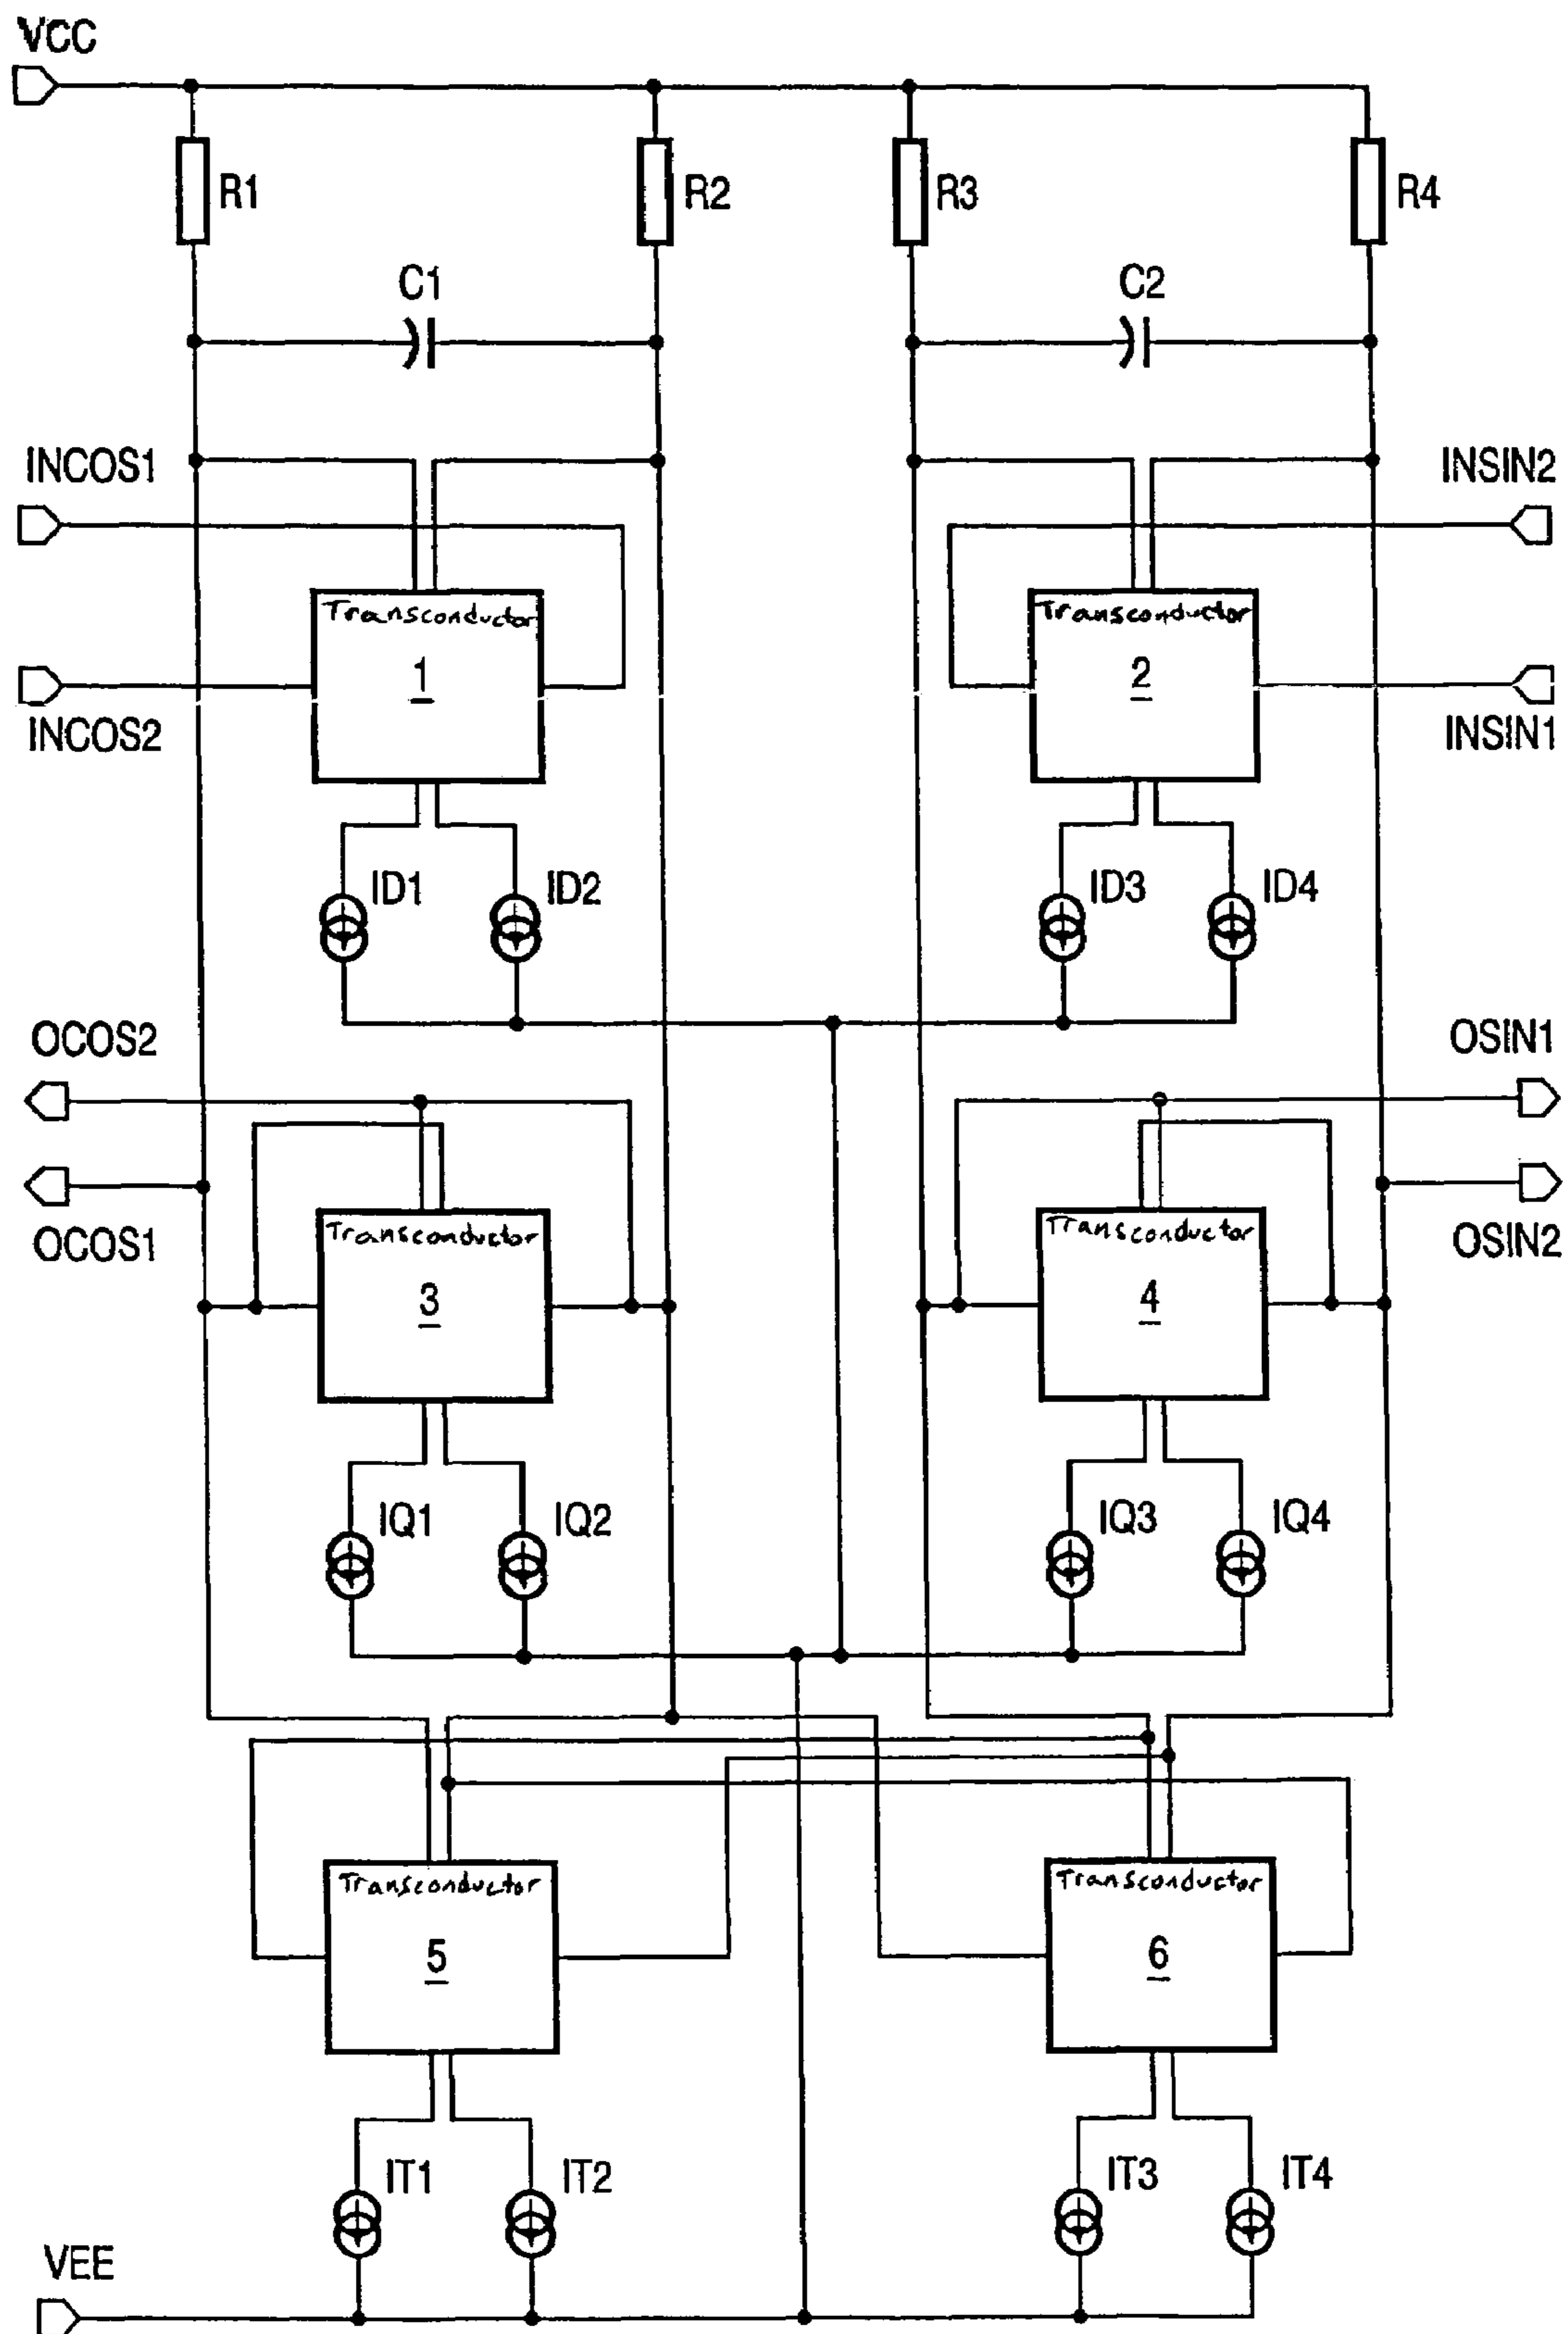 VCC
R1
R2
R3
R4
C1
C2
INCOS1
INSIN2
Transconductor
1
Transconductor
2
INCOS2
INSIN1
ID1
ID2
ID3
ID4
OCOS2
OSIN1
OCOS1
OSIN2
Transconductor
3
Transconductor
4
IQ1
IQ2
IQ3
IQ4
Transconductor
5
Transconductor
6
IT1
IT2
IT3
IT4
VEE